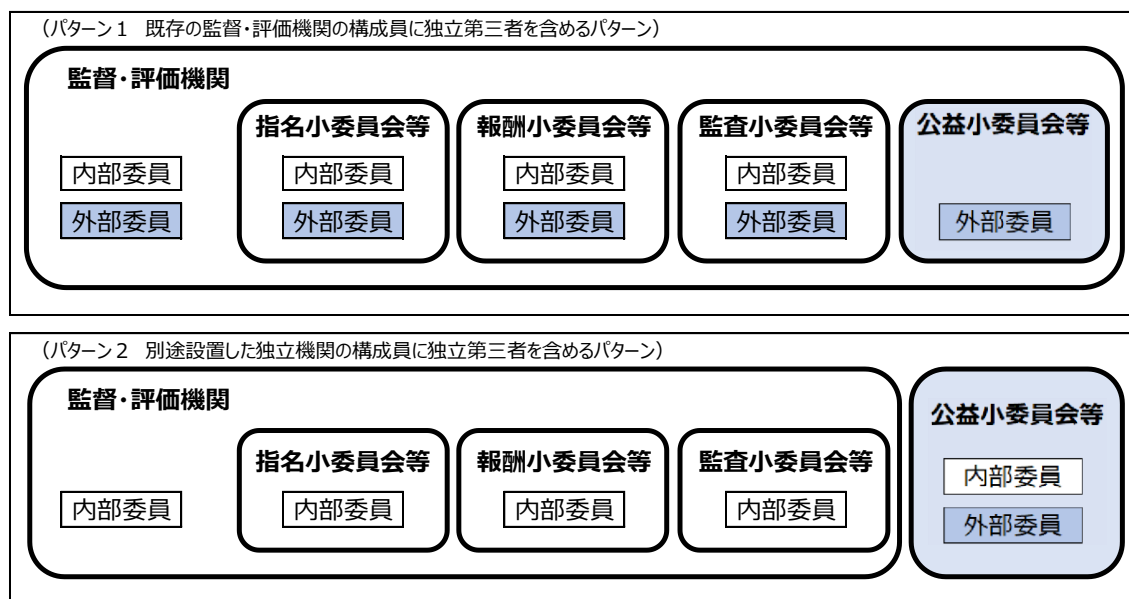 （パターン１　既存の監督・評価機関の構成員に独立第三者を含めるパターン）
監督・評価機関
指名小委員会等
報酬小委員会等
監査小委員会等
公益小委員会等
内部委員
内部委員
内部委員
内部委員
外部委員
外部委員
外部委員
外部委員
外部委員
（パターン２　別途設置した独立機関の構成員に独立第三者を含めるパターン）
監督・評価機関
公益小委員会等
指名小委員会等
報酬小委員会等
監査小委員会等
内部委員
内部委員
内部委員
内部委員
内部委員
外部委員